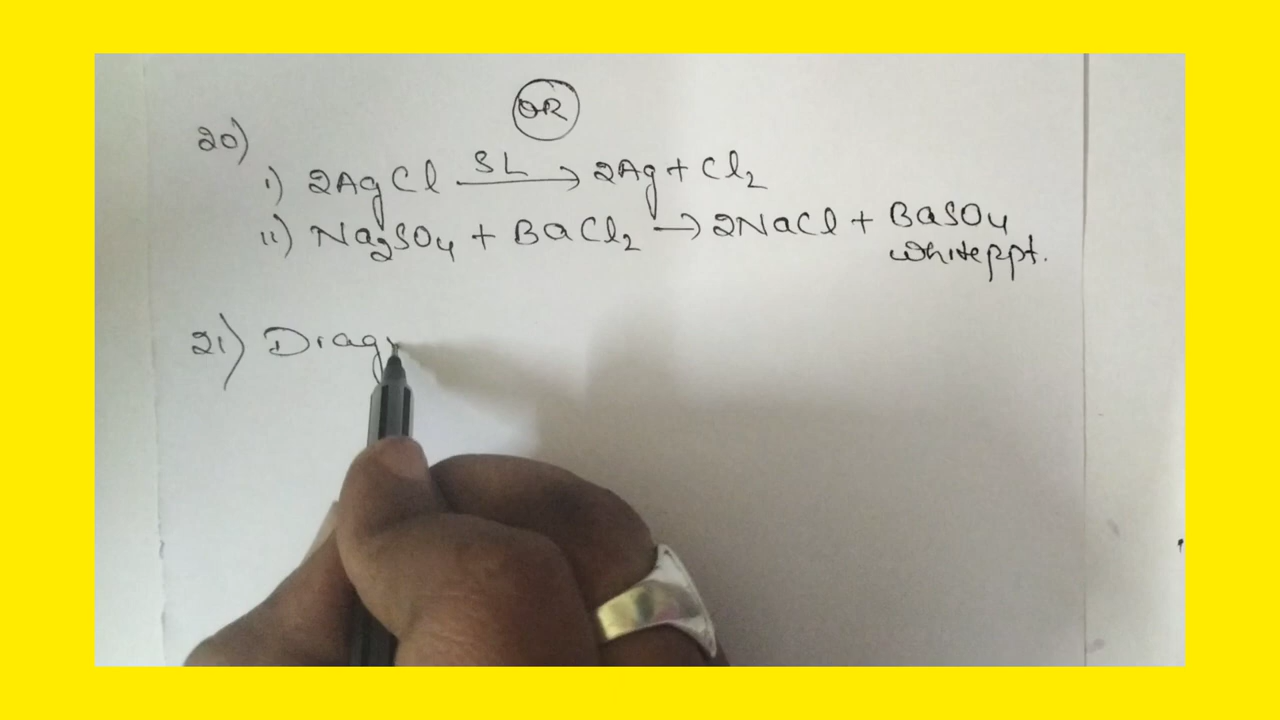 OR
20)
i) 2AgCl SL → 2Ag + Cl₂
ii) Na₂SO₄ + BaCl₂ → 2NaCl + BaSO₄
white ppt.
21) Diag